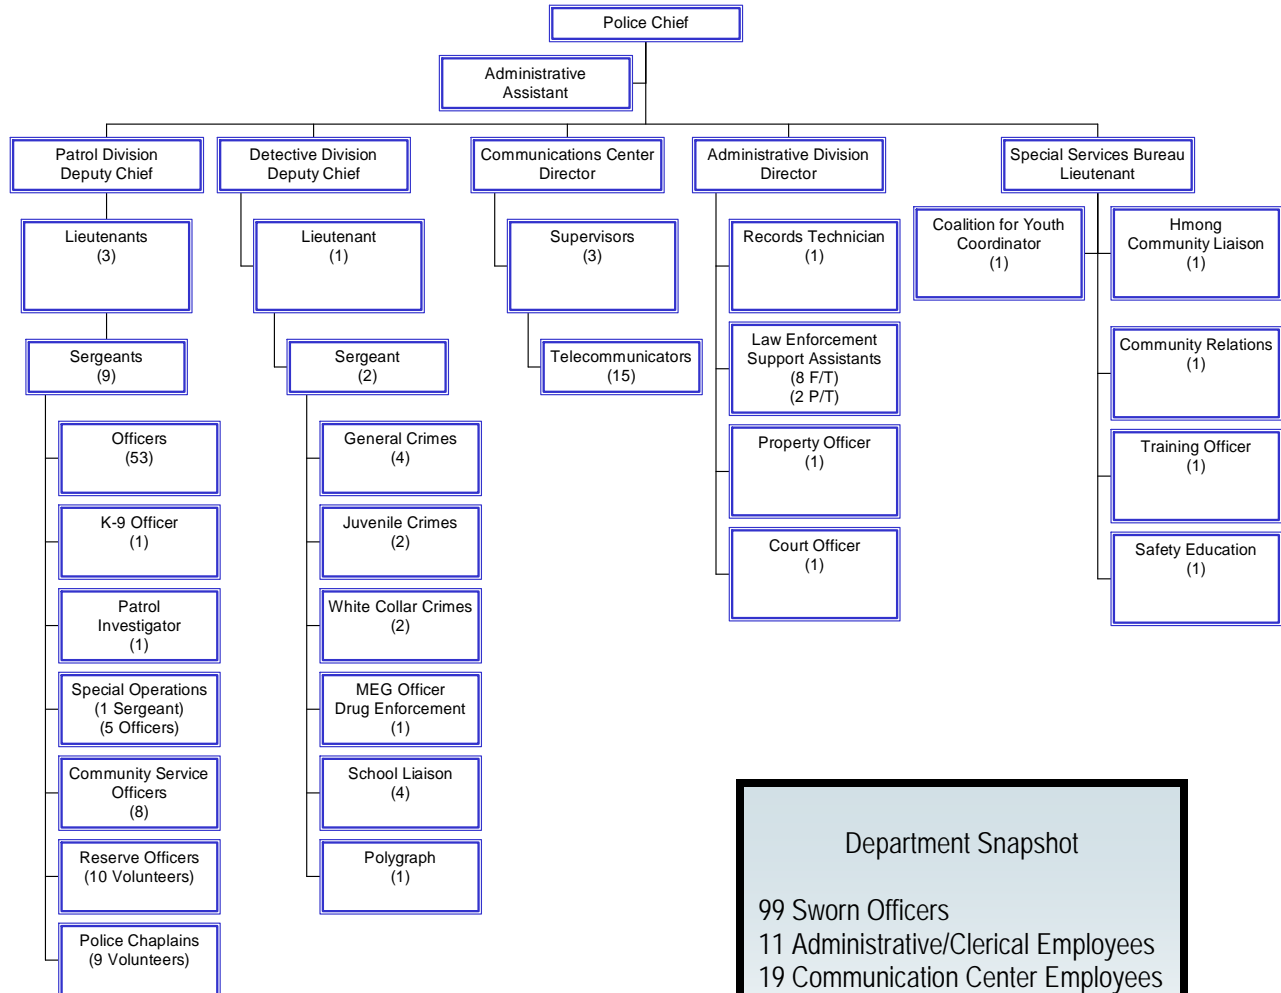 Police Chief
Administrative
Assistant
Patrol Division
Deputy Chief
Detective Division
Deputy Chief
Communications Center
Director
Administrative Division
Director
Special Services Bureau
Lieutenant
Lieutenants
(3)
Sergeants
(9)
Officers
(53)
K-9 Officer
(1)
Patrol
Investigator
(1)
Special Operations
(1 Sergeant)
(5 Officers)
Community Service
Officers
(8)
Reserve Officers
(10 Volunteers)
Police Chaplains
(9 Volunteers)
Lieutenant
(1)
Sergeant
(2)
General Crimes
(4)
Juvenile Crimes
(2)
White Collar Crimes
(2)
MEG Officer
Drug Enforcement
(1)
School Liaison
(4)
Polygraph
(1)
Supervisors
(3)
Telecommunicators
(15)
Records Technician
(1)
Law Enforcement
Support Assistants
(8 F/T)
(2 P/T)
Property Officer
(1)
Court Officer
(1)
Coalition for Youth
Coordinator
(1)
Hmong
Community Liaison
(1)
Community Relations
(1)
Training Officer
(1)
Safety Education
(1)
Department Snapshot
99 Sworn Officers
11 Administrative/Clerical Employees
19 Communication Center Employees